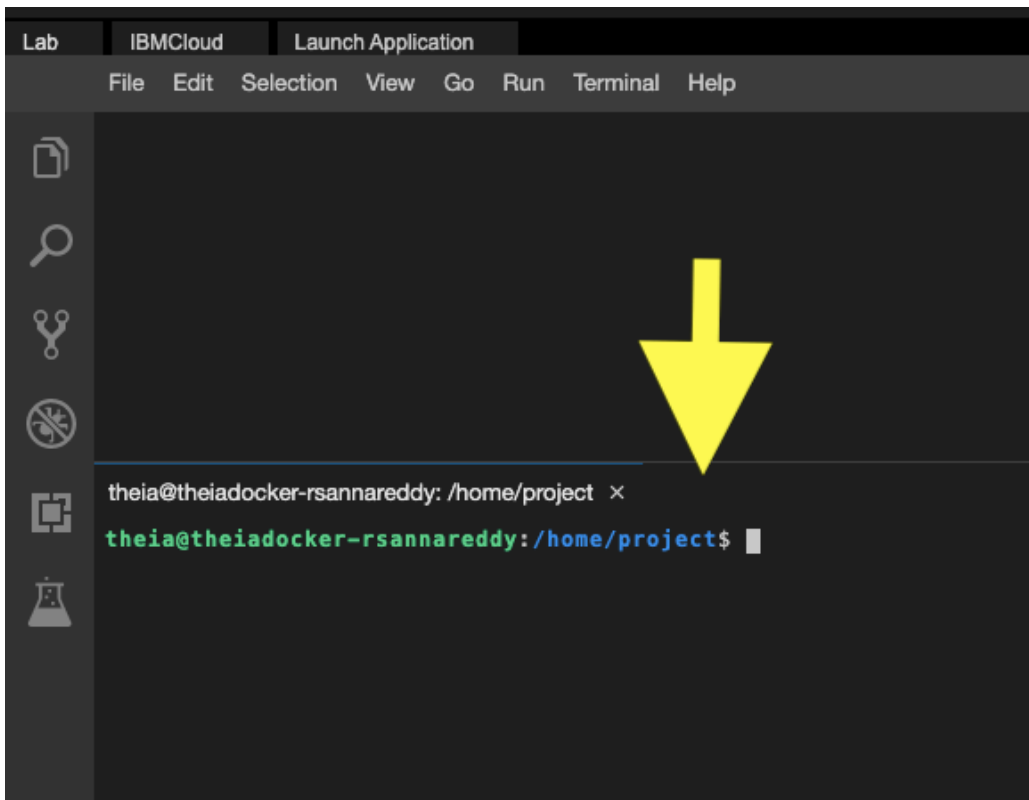 Lab IBMCloud Launch Application
File Edit Selection View Go Run Terminal Help
theia@theiadocker-rsannareddy: /home/project ×
theia@theiadocker-rsannareddy:/home/project$